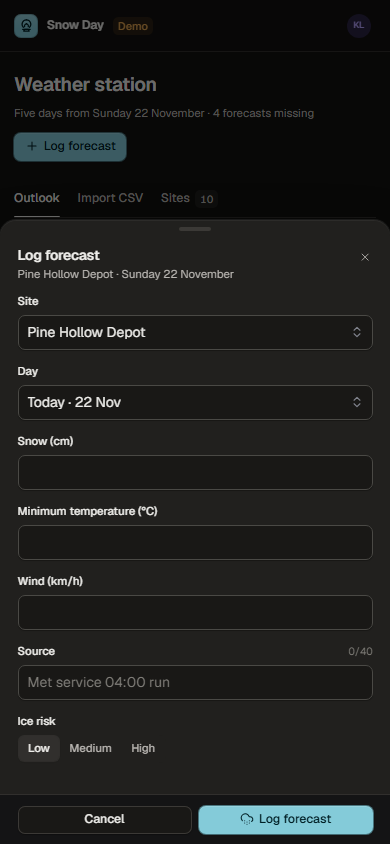 Snow Day Demo KL
Weather station
Five days from Sunday 22 November · 4 forecasts missing
+ Log forecast
Outlook Import CSV Sites 10
Log forecast
Pine Hollow Depot · Sunday 22 November
Site
Pine Hollow Depot
Day
Today · 22 Nov
Snow (cm)
Minimum temperature (°C)
Wind (km/h)
Source 0/40
Met service 04:00 run
Ice risk
Low Medium High
Cancel Log forecast